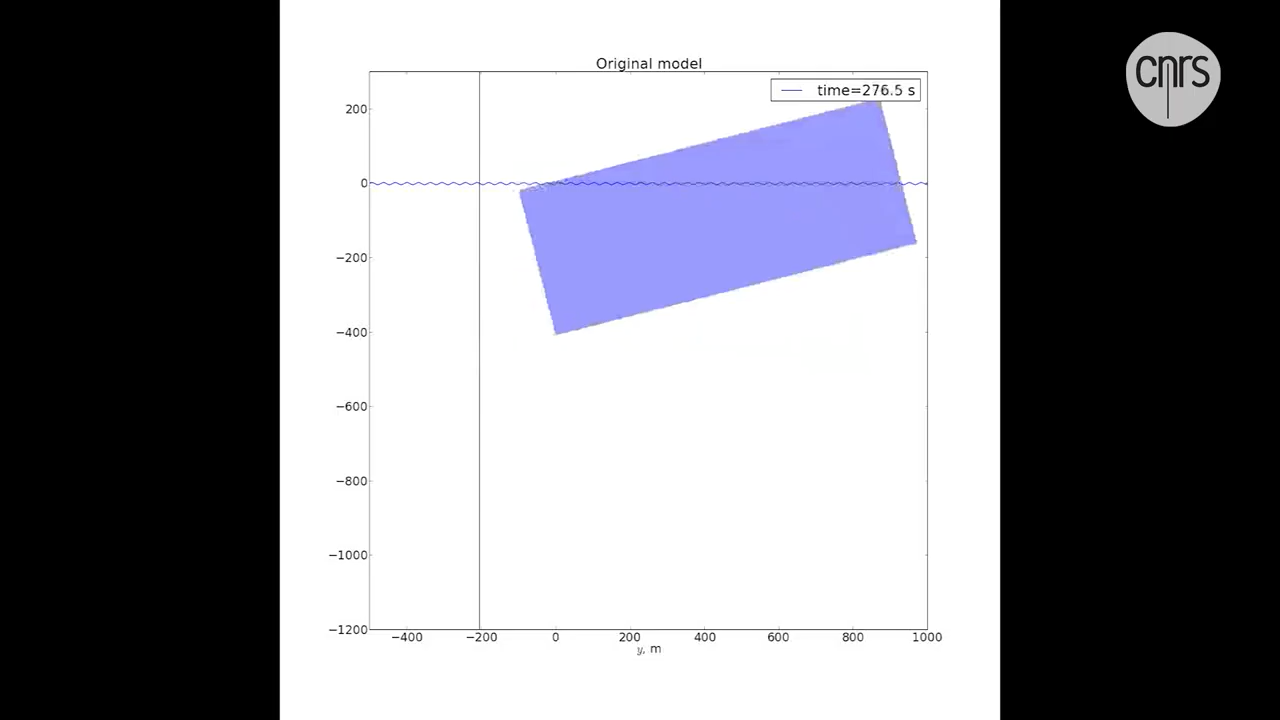 Original model
time=276.5 s
200
0
−200
−400
−600
−800
−1000
−1200
−400 −200 0 200 400 600 800 1000
y, m
cnrs